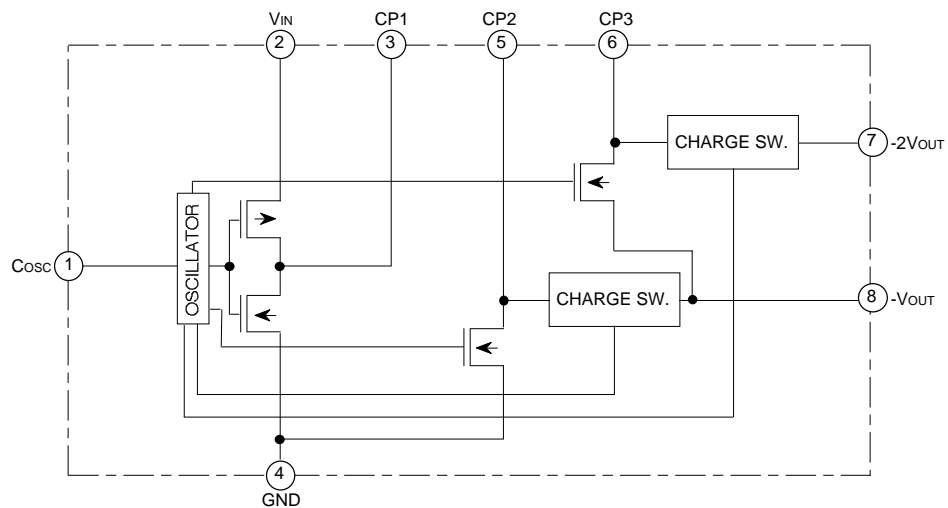 VIN
CP1
CP2
CP3
2
3
5
6
CHARGE SW.
7
-2VOUT
OSCILLATOR
COSC
1
CHARGE SW.
8
-VOUT
4
GND